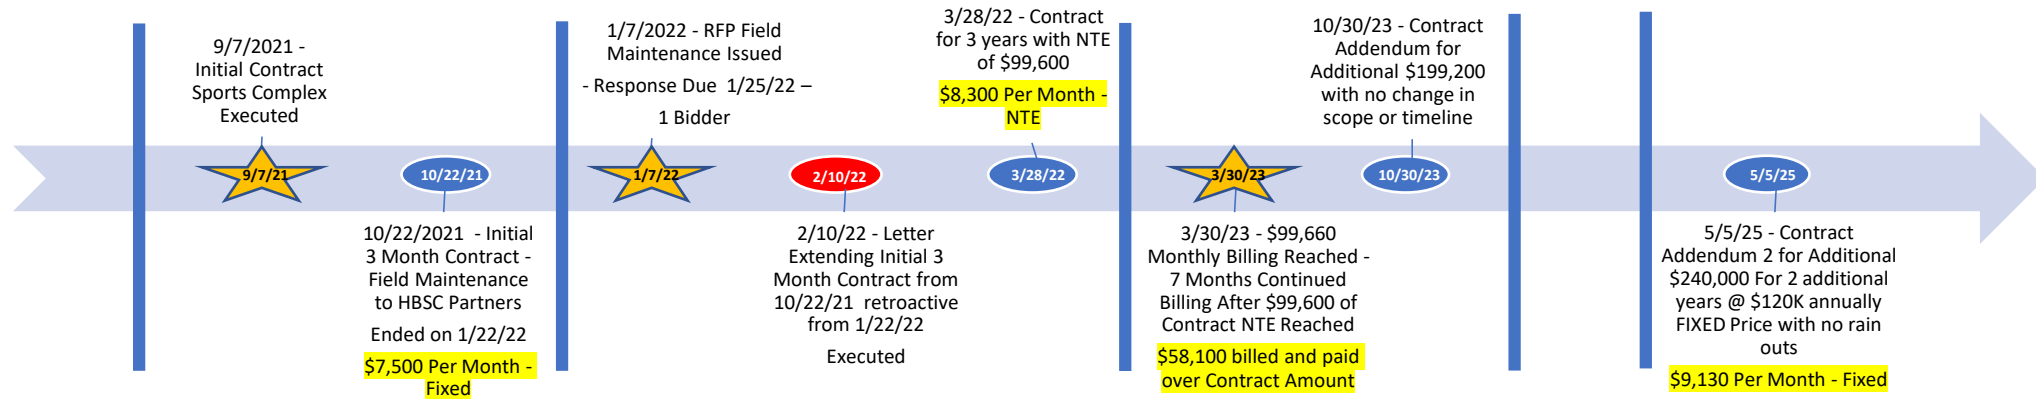 9/7/2021 -
Initial Contract
Sports Complex
Executed
1/7/2022 - RFP Field
Maintenance Issued
- Response Due 1/25/22 –
1 Bidder
3/28/22 - Contract
for 3 years with NTE
of $99,600
$8,300 Per Month -
NTE
10/30/23 - Contract
Addendum for
Additional $199,200
with no change in
scope or timeline
9/7/21
10/22/21
1/7/22
2/10/22
3/28/22
3/30/23
10/30/23
5/5/25
10/22/2021 - Initial
3 Month Contract -
Field Maintenance
to HBSC Partners
Ended on 1/22/22
$7,500 Per Month -
Fixed
2/10/22 - Letter
Extending Initial 3
Month Contract from
10/22/21 retroactive
from 1/22/22
Executed
3/30/23 - $99,660
Monthly Billing Reached -
7 Months Continued
Billing After $99,600 of
Contract NTE Reached
$58,100 billed and paid
over Contract Amount
5/5/25 - Contract
Addendum 2 for Additional
$240,000 For 2 additional
years @ $120K annually
FIXED Price with no rain
outs
$9,130 Per Month - Fixed